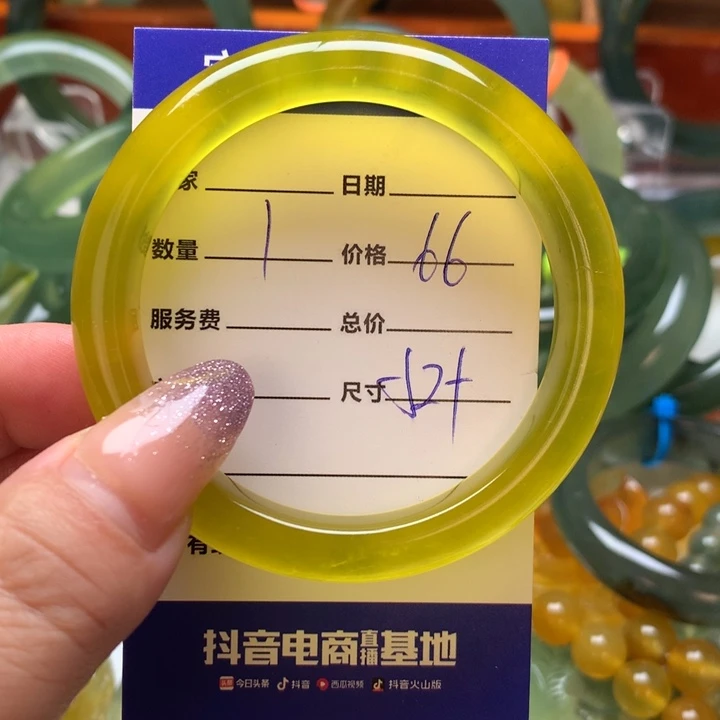 家 日期
数量 1 价格 66
服务费 总价
尺寸
抖音电商直播基地
头条 今日头条 抖音 西瓜视频 抖音火山版